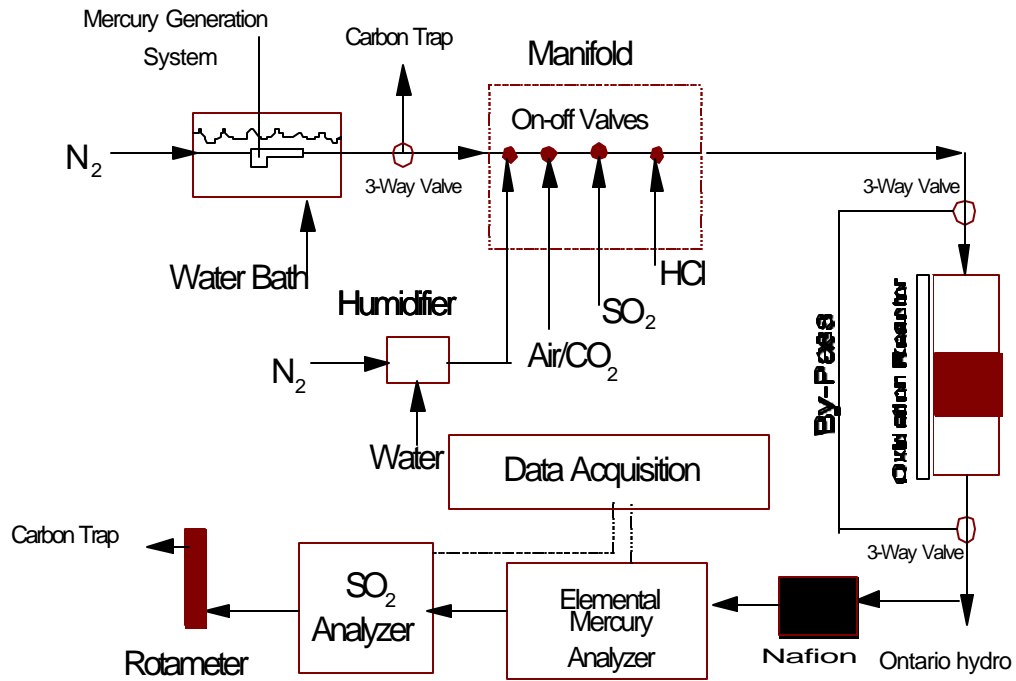 Mercury Generation
System
Carbon Trap
Manifold
On-off Valves
N2
3-Way Valve
3-Way Valve
Water Bath
HCl
Humidifier
SO2
Air/CO2
N2
By-Pass
Oxidation Reactor
Water
Data Acquisition
Carbon Trap
3-Way Valve
SO2
Analyzer
Elemental
Mercury
Analyzer
Rotameter
Nafion
Ontario hydro